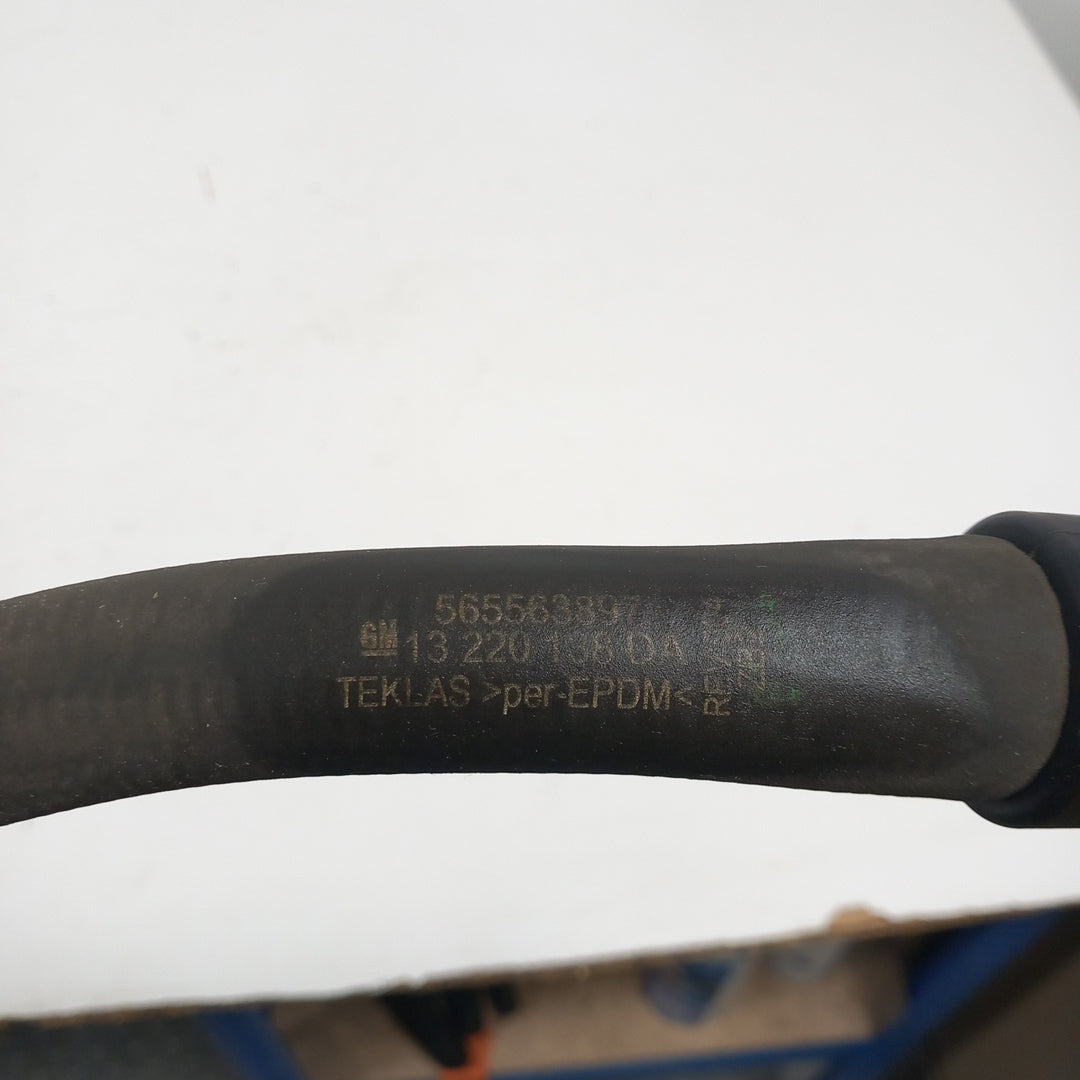 565563897
GM
13 220 138 DA
TEKLAS >per-EPDM<